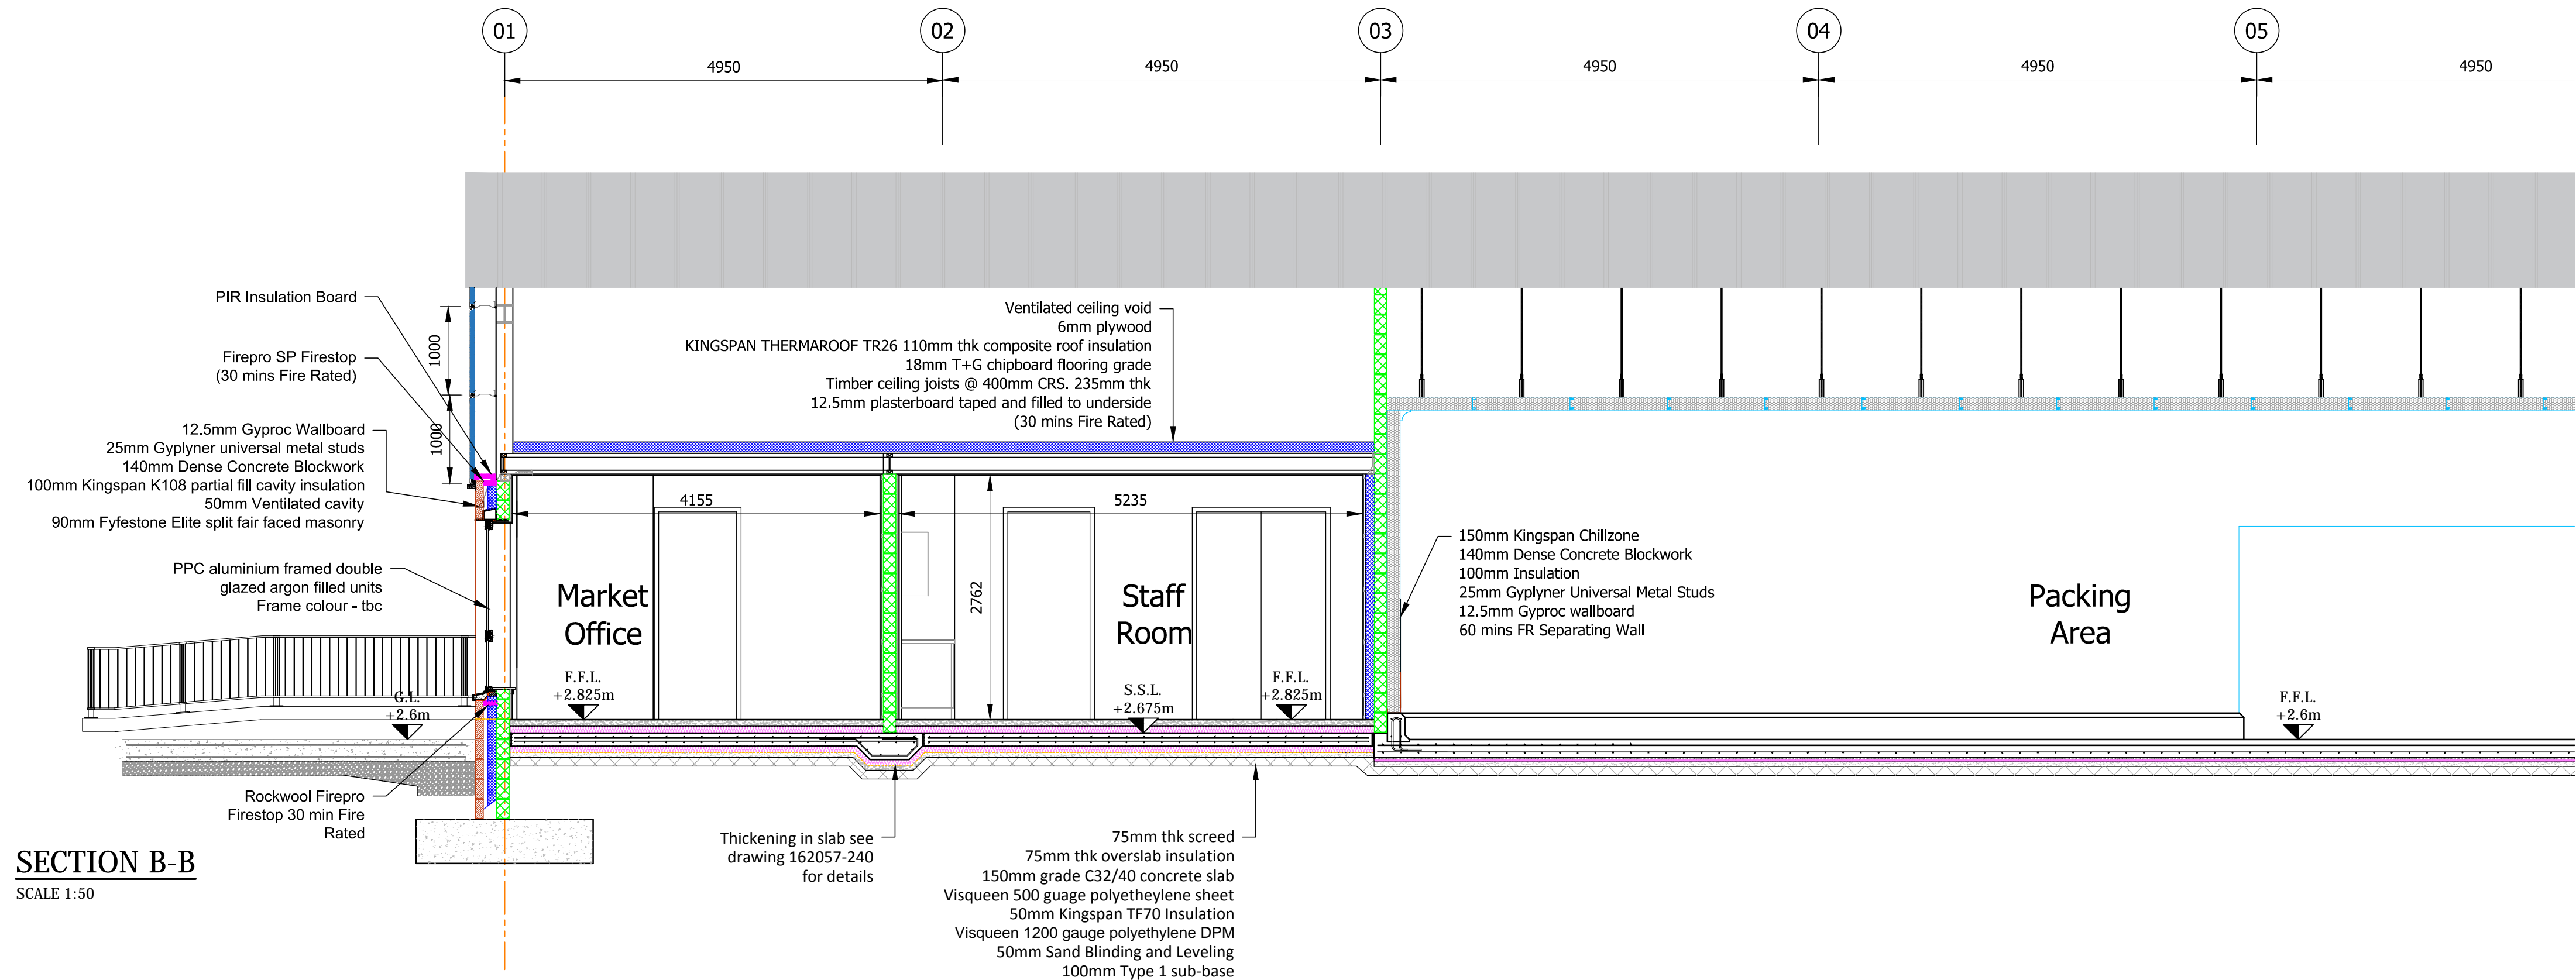 01
02
03
04
05
4950
4950
4950
4950
4950
PIR Insulation Board
Firepro SP Firestop
(30 mins Fire Rated)
1000
1000
12.5mm Gyproc Wallboard
25mm Gyplyner universal metal studs
140mm Dense Concrete Blockwork
100mm Kingspan K108 partial fill cavity insulation
50mm Ventilated cavity
90mm Fyfestone Elite split fair faced masonry
PPC aluminium framed double
glazed argon filled units
Frame colour - tbc
Ventilated ceiling void
6mm plywood
KINGSPAN THERMAROOF TR26 110mm thk composite roof insulation
18mm T+G chipboard flooring grade
Timber ceiling joists @ 400mm CRS. 235mm thk
12.5mm plasterboard taped and filled to underside
(30 mins Fire Rated)
4155
5235
2762
Market
Office
Staff
Room
150mm Kingspan Chillzone
140mm Dense Concrete Blockwork
100mm Insulation
25mm Gyplyner Universal Metal Studs
12.5mm Gyproc wallboard
60 mins FR Separating Wall
Packing
Area
G.L.
+2.6m
F.F.L.
+2.825m
S.S.L.
+2.675m
F.F.L.
+2.825m
F.F.L.
+2.6m
Rockwool Firepro
Firestop 30 min Fire
Rated
Thickening in slab see
drawing 162057-240
for details
75mm thk screed
75mm thk overslab insulation
150mm grade C32/40 concrete slab
Visqueen 500 guage polyetheylene sheet
50mm Kingspan TF70 Insulation
Visqueen 1200 gauge polyethylene DPM
50mm Sand Blinding and Leveling
100mm Type 1 sub-base
SECTION B-B
SCALE 1:50